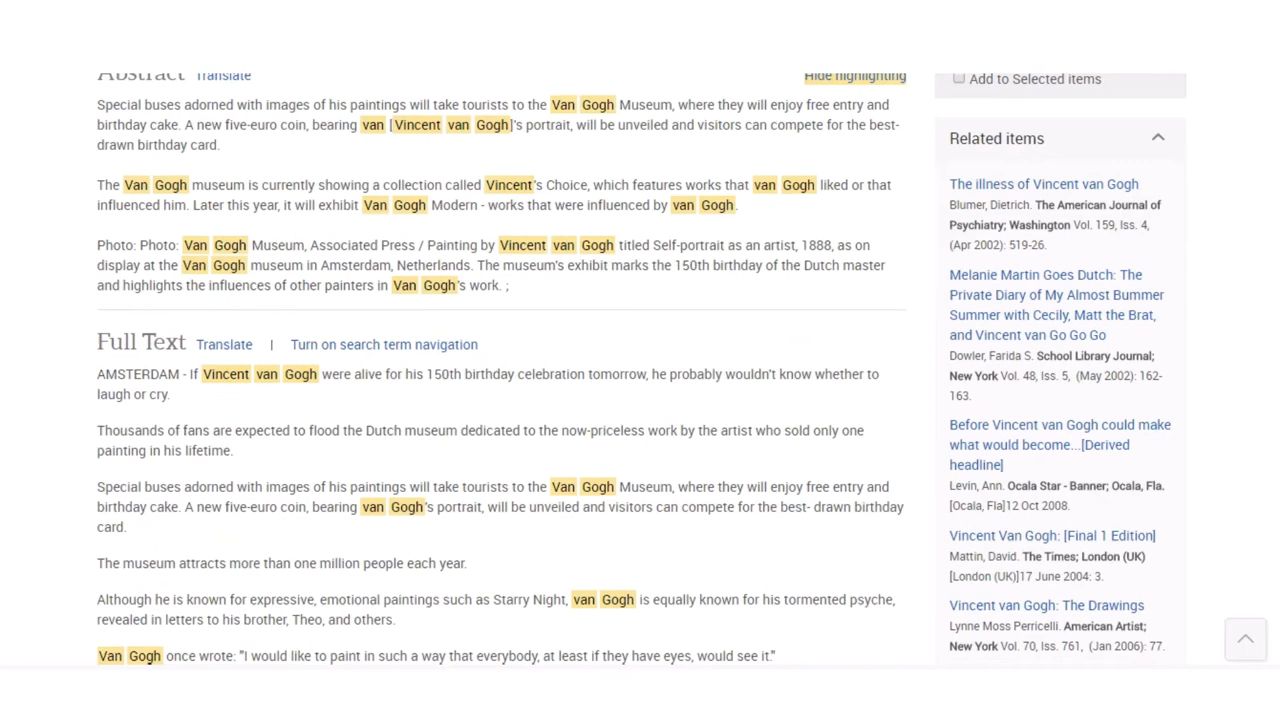 Abstract Translate Hide highlighting
Special buses adorned with images of his paintings will take tourists to the Van Gogh Museum, where they will enjoy free entry and
birthday cake. A new five-euro coin, bearing van [Vincent van Gogh]'s portrait, will be unveiled and visitors can compete for the best-
drawn birthday card.
The Van Gogh museum is currently showing a collection called Vincent's Choice, which features works that van Gogh liked or that
influenced him. Later this year, it will exhibit Van Gogh Modern - works that were influenced by van Gogh.
Photo: Photo: Van Gogh Museum, Associated Press / Painting by Vincent van Gogh titled Self-portrait as an artist, 1888, as on
display at the Van Gogh museum in Amsterdam, Netherlands. The museum's exhibit marks the 150th birthday of the Dutch master
and highlights the influences of other painters in Van Gogh's work. ;
Full Text Translate | Turn on search term navigation
AMSTERDAM - If Vincent van Gogh were alive for his 150th birthday celebration tomorrow, he probably wouldn't know whether to
laugh or cry.
Thousands of fans are expected to flood the Dutch museum dedicated to the now-priceless work by the artist who sold only one
painting in his lifetime.
Special buses adorned with images of his paintings will take tourists to the Van Gogh Museum, where they will enjoy free entry and
birthday cake. A new five-euro coin, bearing van Gogh's portrait, will be unveiled and visitors can compete for the best- drawn birthday
card.
The museum attracts more than one million people each year.
Although he is known for expressive, emotional paintings such as Starry Night, van Gogh is equally known for his tormented psyche,
revealed in letters to his brother, Theo, and others.
Van Gogh once wrote: "I would like to paint in such a way that everybody, at least if they have eyes, would see it."
Add to Selected items
Related items
The illness of Vincent van Gogh
Blumer, Dietrich. The American Journal of
Psychiatry; Washington Vol. 159, Iss. 4,
(Apr 2002): 519-26.
Melanie Martin Goes Dutch: The
Private Diary of My Almost Bummer
Summer with Cecily, Matt the Brat,
and Vincent van Go Go Go
Dowler, Farida S. School Library Journal;
New York Vol. 48, Iss. 5, (May 2002): 162-
163.
Before Vincent van Gogh could make
what would become...[Derived
headline]
Levin, Ann. Ocala Star - Banner; Ocala, Fla.
[Ocala, Fla]12 Oct 2008.
Vincent Van Gogh: [Final 1 Edition]
Mattin, David. The Times; London (UK)
[London (UK)]17 June 2004: 3.
Vincent van Gogh: The Drawings
Lynne Moss Perricelli. American Artist;
New York Vol. 70, Iss. 761, (Jan 2006): 77.